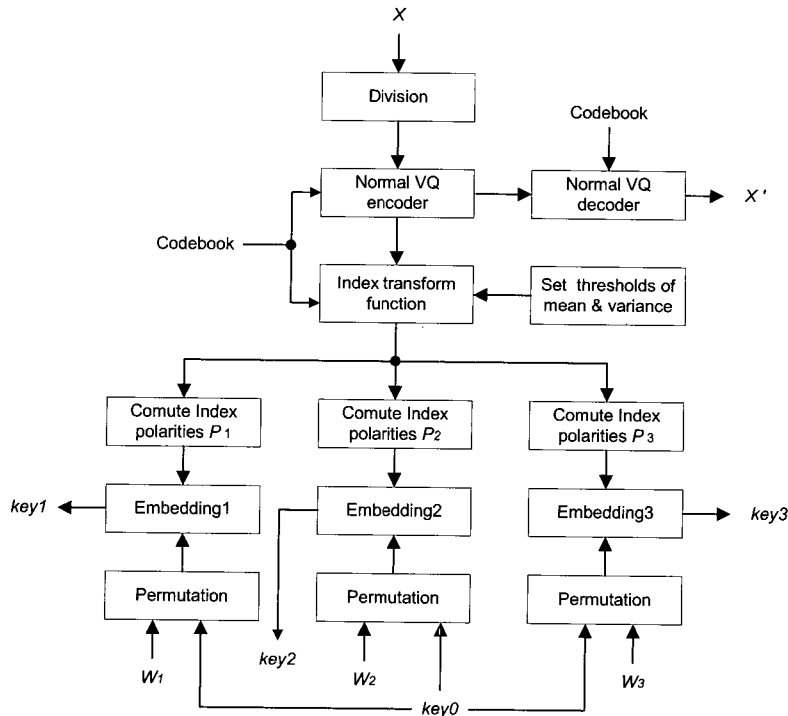 X
Division
Codebook
Normal VQ
encoder
Normal VQ
decoder
X '
Codebook
Index transform
function
Set thresholds of
mean & variance
Comute Index
polarities P 1
Comute Index
polarities P2
Comute Index
polarities P 3
key1
Embedding1
Embedding2
Embedding3
key3
Permutation
Permutation
Permutation
key2
W1
W2
key0
W3